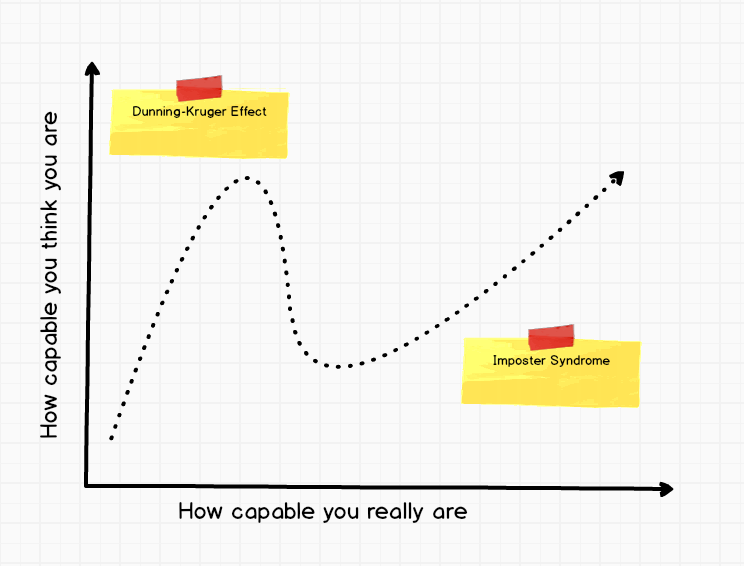 Dunning-Kruger Effect
How capable you think you are
Imposter Syndrome
How capable you really are